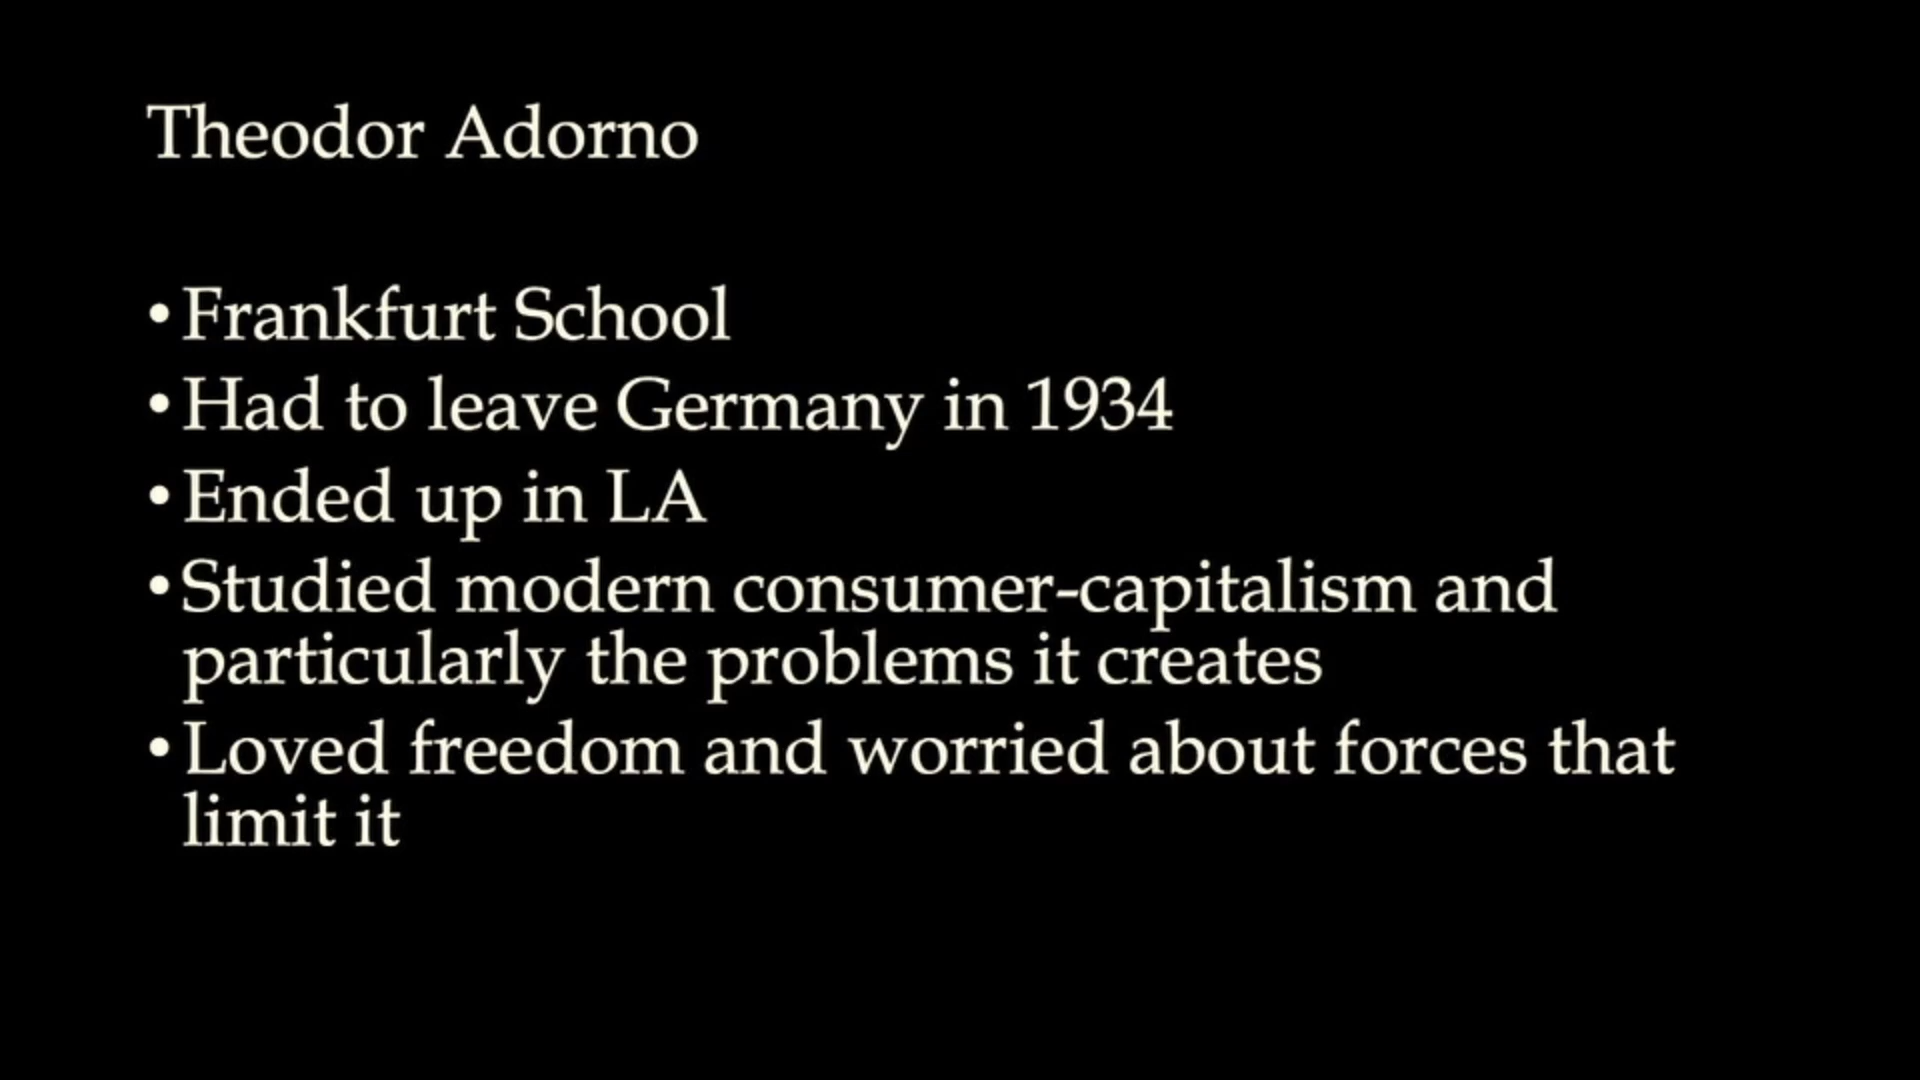 Theodor Adorno
•Frankfurt School
•Had to leave Germany in 1934
•Ended up in LA
•Studied modern consumer-capitalism and
particularly the problems it creates
•Loved freedom and worried about forces that
limit it